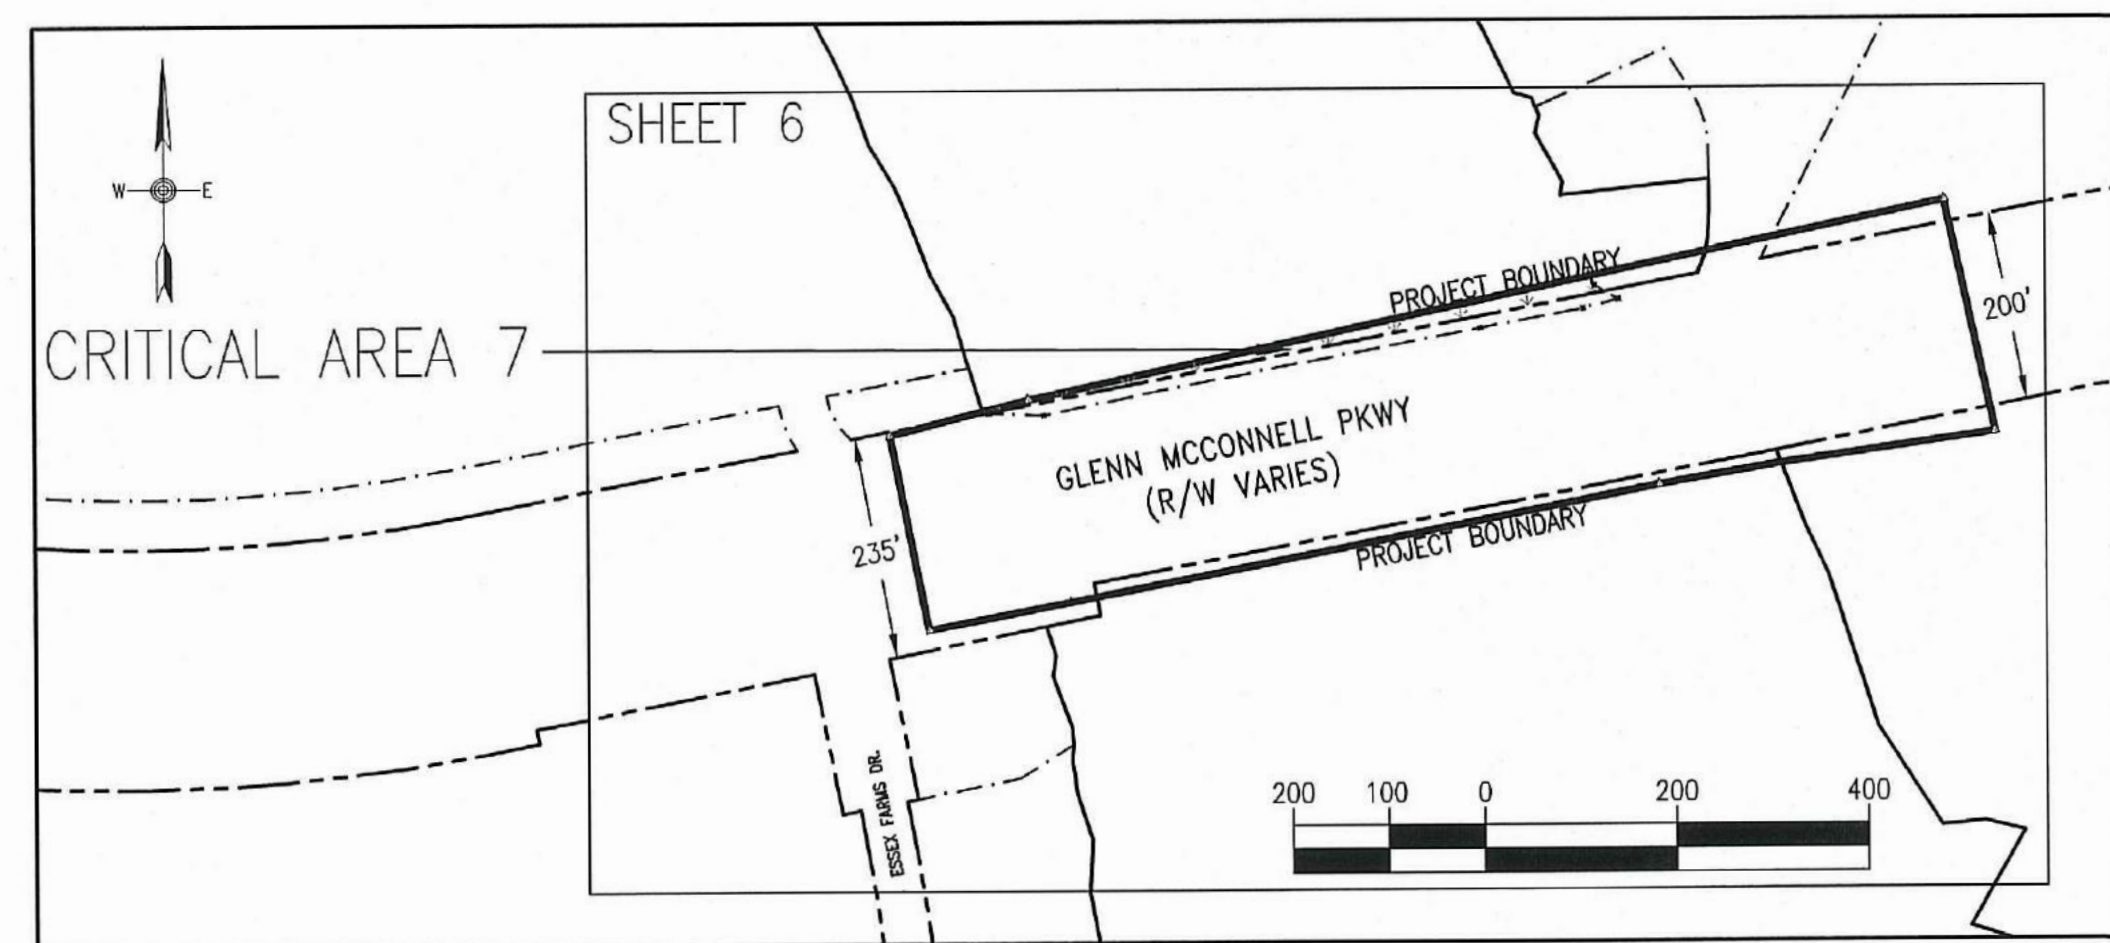 SHEET 6
W E
CRITICAL AREA 7
PROJECT BOUNDARY
200'
GLENN MCCONNELL PKWY
(R/W VARIES)
235'
PROJECT BOUNDARY
ESSEX FARMS DR.
200 100 0 200 400